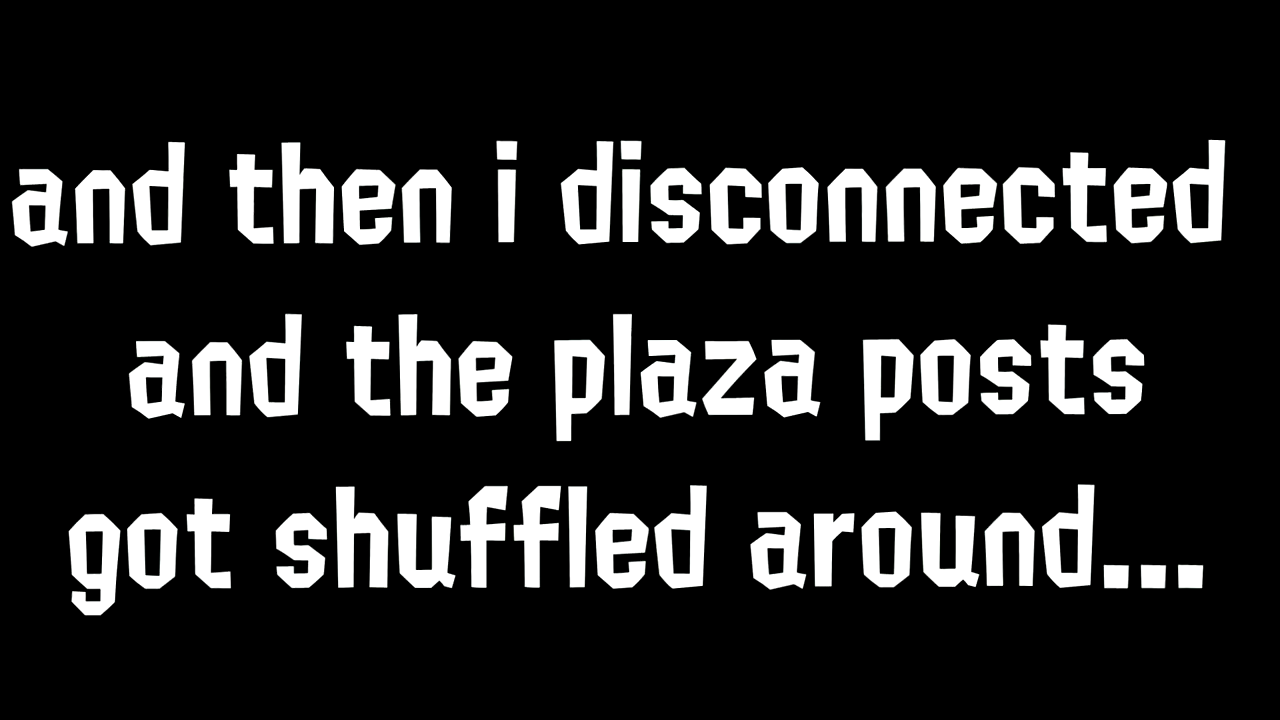 and then i disconnected
and the plaza posts
got shuffled around...